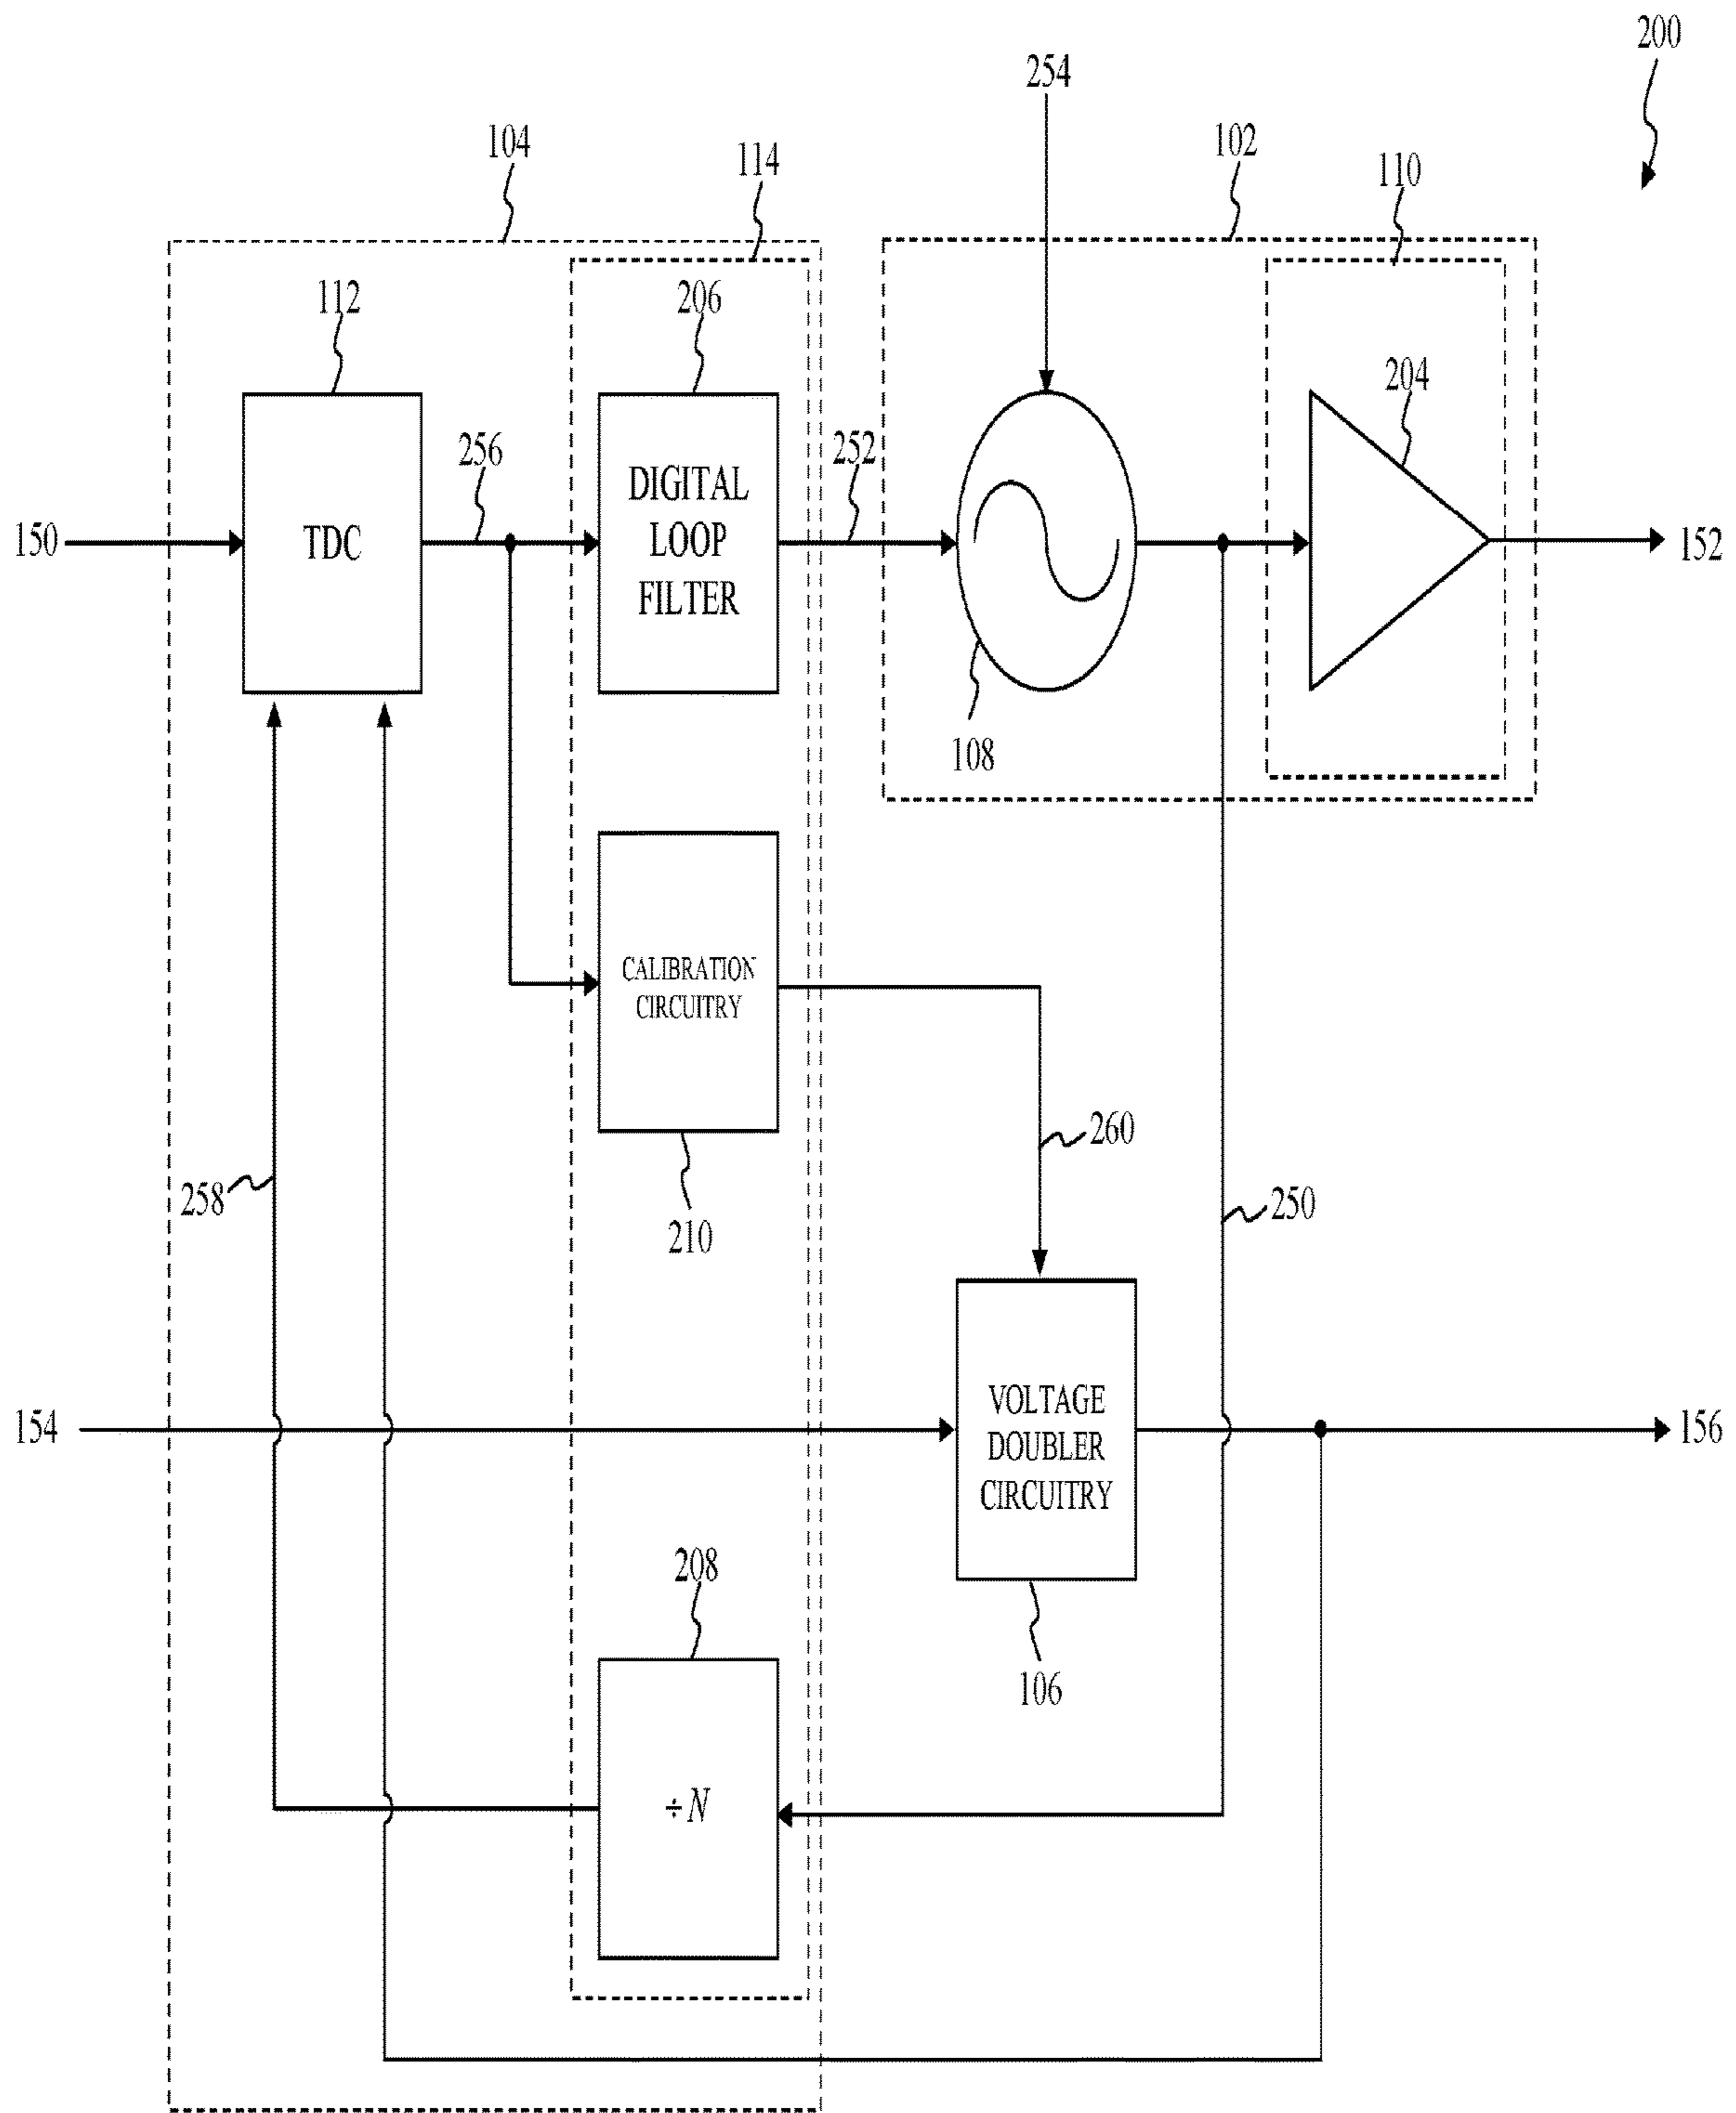 200
254
104
114
102
110
112
206
204
256
252
150
TDC
DIGITAL
LOOP
FILTER
152
108
CALIBRATION
CIRCUITRY
260
258
250
210
154
VOLTAGE
DOUBLER
CIRCUITRY
156
208
106
÷N